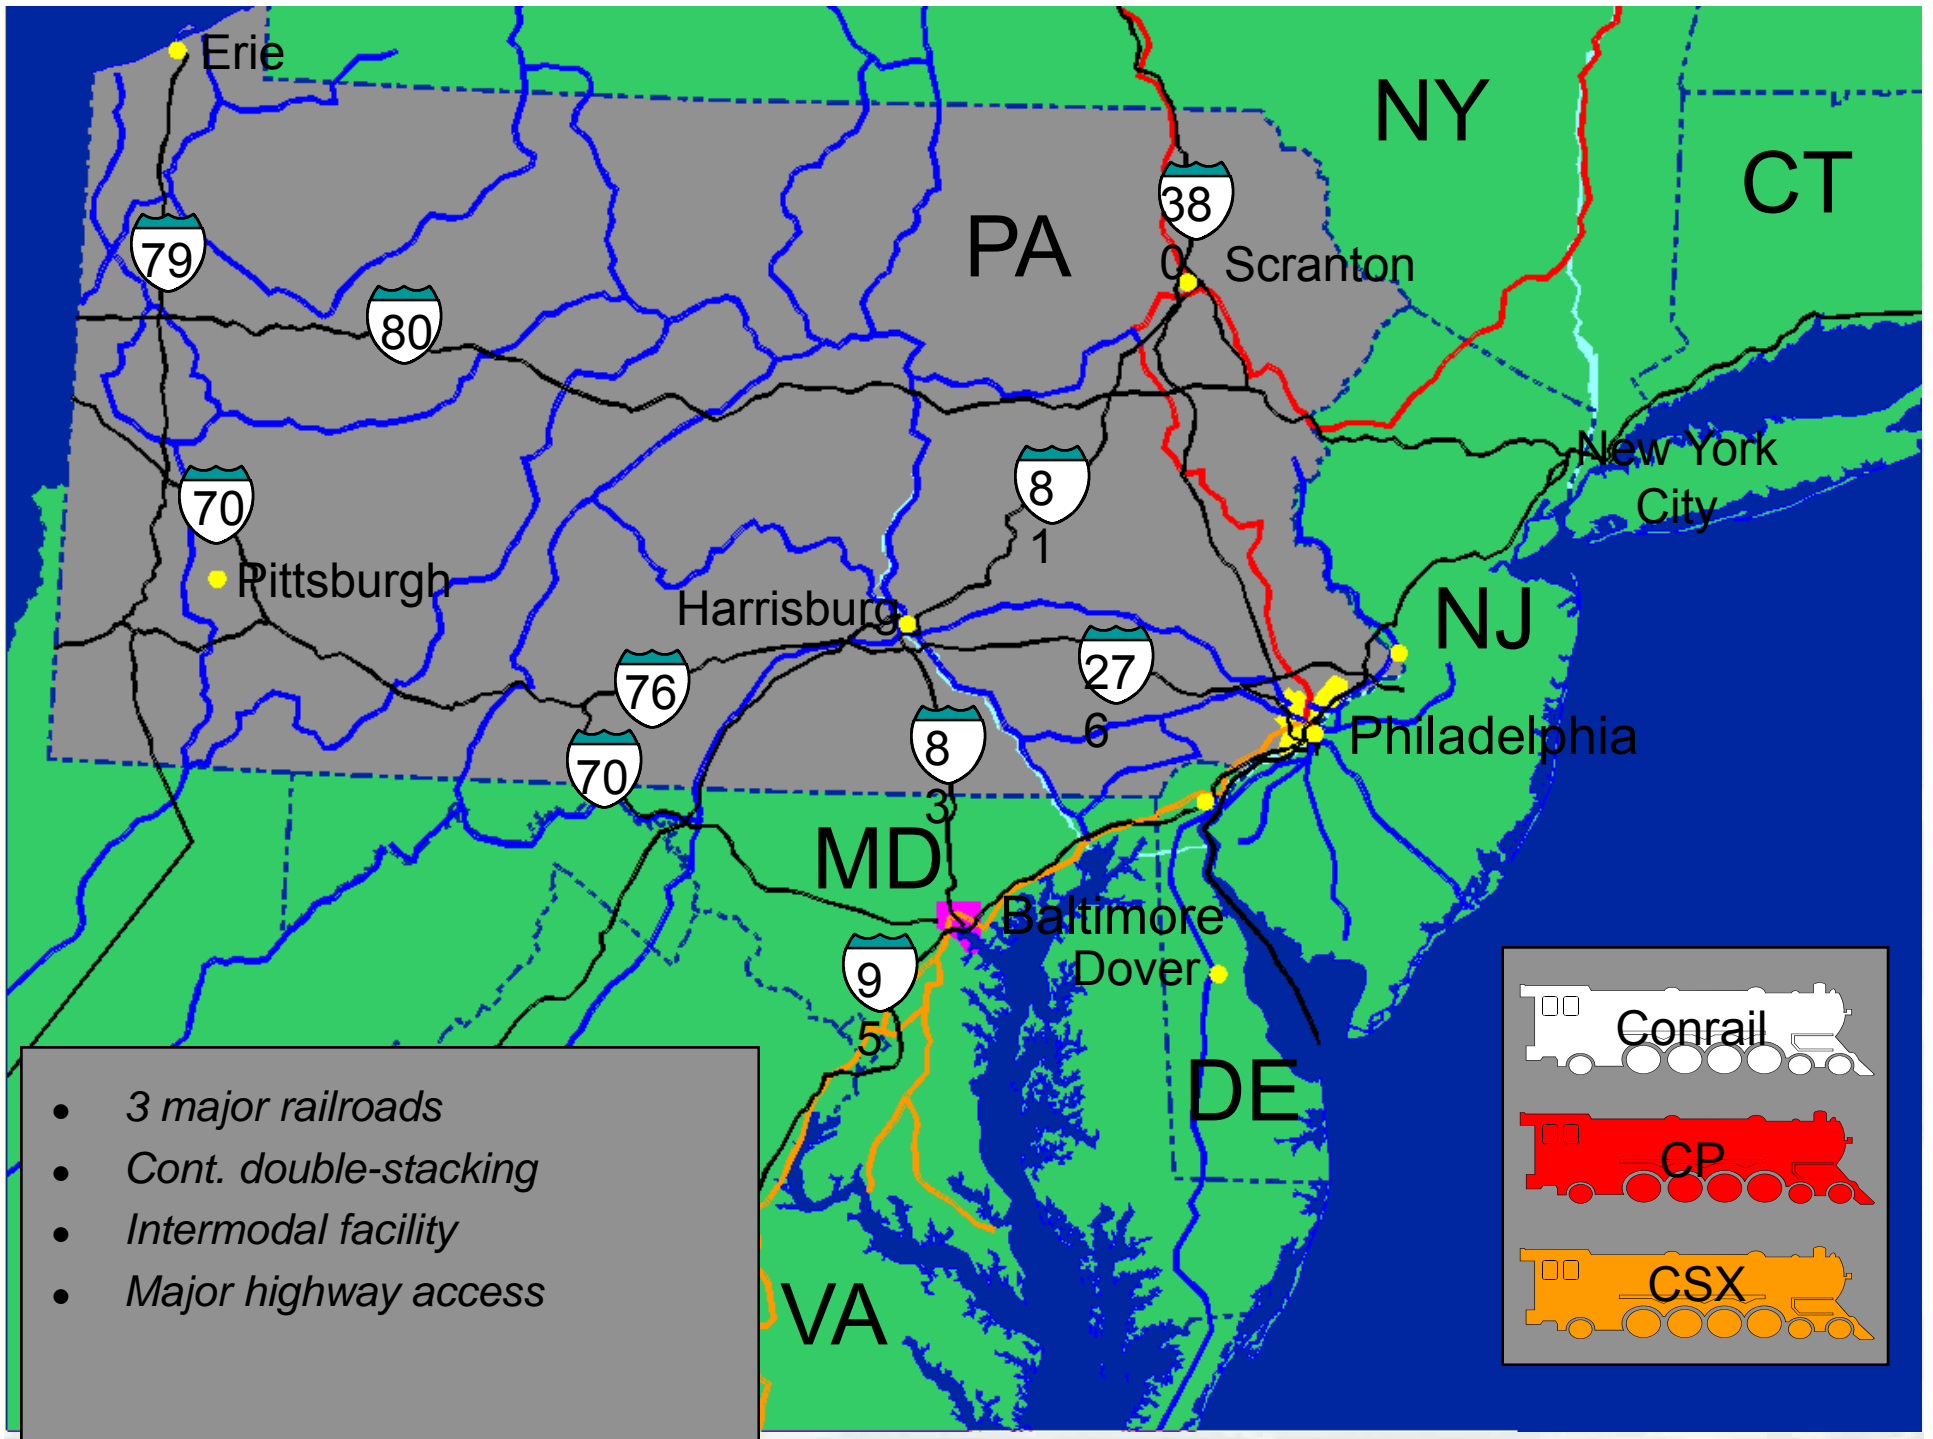 Erie
NY
CT
79
38
0
PA
Scranton
80
New York
City
70
8
1
Pittsburgh
Harrisburg
NJ
76
27
6
Philadelphia
70
8
3
MD
Baltimore
Dover
9
5
DE
VA
• 3 major railroads
• Cont. double-stacking
• Intermodal facility
• Major highway access
Conrail
CP
CSX